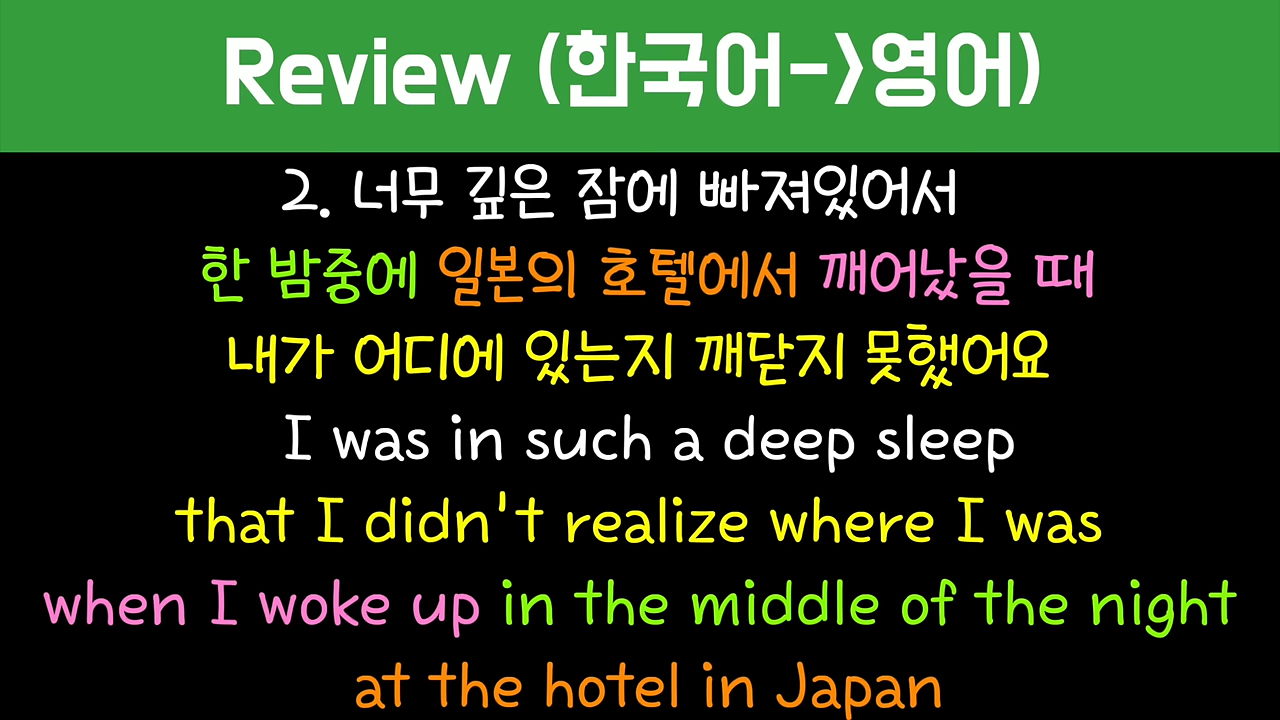 Review (한국어->영어)
2. 너무 깊은 잠에 빠져있어서
한 밤중에 일본의 호텔에서 깨어났을 때
내가 어디에 있는지 깨닫지 못했어요
I was in such a deep sleep
that I didn't realize where I was
when I woke up in the middle of the night
at the hotel in Japan